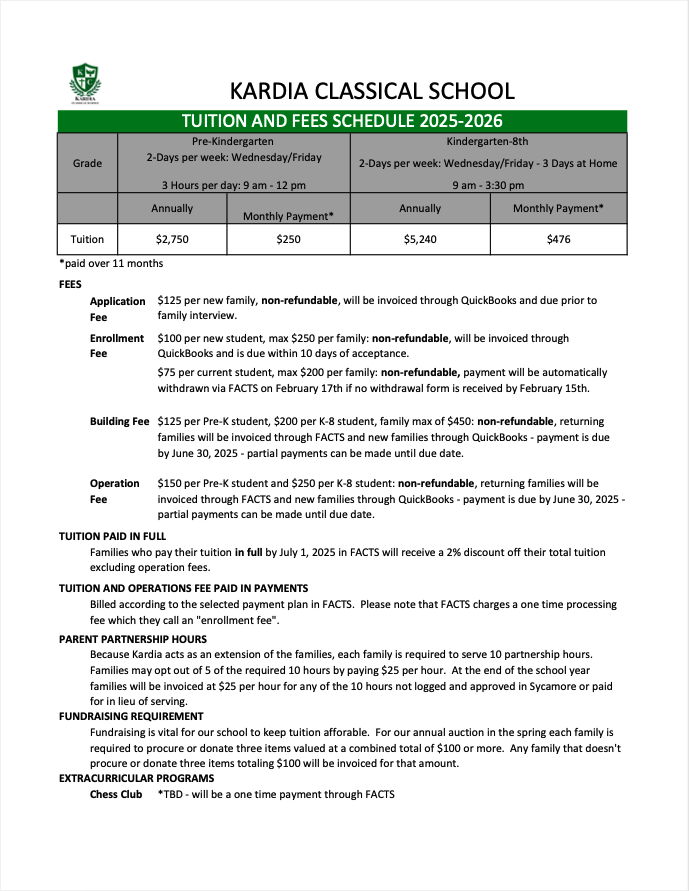 KARDIA
KARDIA CLASSICAL SCHOOL
TUITION AND FEES SCHEDULE 2025-2026
Grade
Pre-Kindergarten
2-Days per week: Wednesday/Friday
3 Hours per day: 9 am - 12 pm
Kindergarten-8th
2-Days per week: Wednesday/Friday - 3 Days at Home
9 am - 3:30 pm
Annually Monthly Payment* Annually Monthly Payment*
Tuition $2,750 $250 $5,240 $476
*paid over 11 months
FEES
Application Fee $125 per new family, non-refundable, will be invoiced through QuickBooks and due prior to
family interview.
Enrollment Fee $100 per new student, max $250 per family: non-refundable, will be invoiced through
QuickBooks and is due within 10 days of acceptance.
$75 per current student, max $200 per family: non-refundable, payment will be automatically
withdrawn via FACTS on February 17th if no withdrawal form is received by February 15th.
Building Fee $125 per Pre-K student, $200 per K-8 student, family max of $450: non-refundable, returning
families will be invoiced through FACTS and new families through QuickBooks - payment is due
by June 30, 2025 - partial payments can be made until due date.
Operation Fee $150 per Pre-K student and $250 per K-8 student: non-refundable, returning families will be
invoiced through FACTS and new families through QuickBooks - payment is due by June 30, 2025 -
partial payments can be made until due date.
TUITION PAID IN FULL
Families who pay their tuition in full by July 1, 2025 in FACTS will receive a 2% discount off their total tuition
excluding operation fees.
TUITION AND OPERATIONS FEE PAID IN PAYMENTS
Billed according to the selected payment plan in FACTS. Please note that FACTS charges a one time processing
fee which they call an "enrollment fee".
PARENT PARTNERSHIP HOURS
Because Kardia acts as an extension of the families, each family is required to serve 10 partnership hours.
Families may opt out of 5 of the required 10 hours by paying $25 per hour. At the end of the school year
families will be invoiced at $25 per hour for any of the 10 hours not logged and approved in Sycamore or paid
for in lieu of serving.
FUNDRAISING REQUIREMENT
Fundraising is vital for our school to keep tuition afforable. For our annual auction in the spring each family is
required to procure or donate three items valued at a combined total of $100 or more. Any family that doesn't
procure or donate three items totaling $100 will be invoiced for that amount.
EXTRACURRICULAR PROGRAMS
Chess Club *TBD - will be a one time payment through FACTS